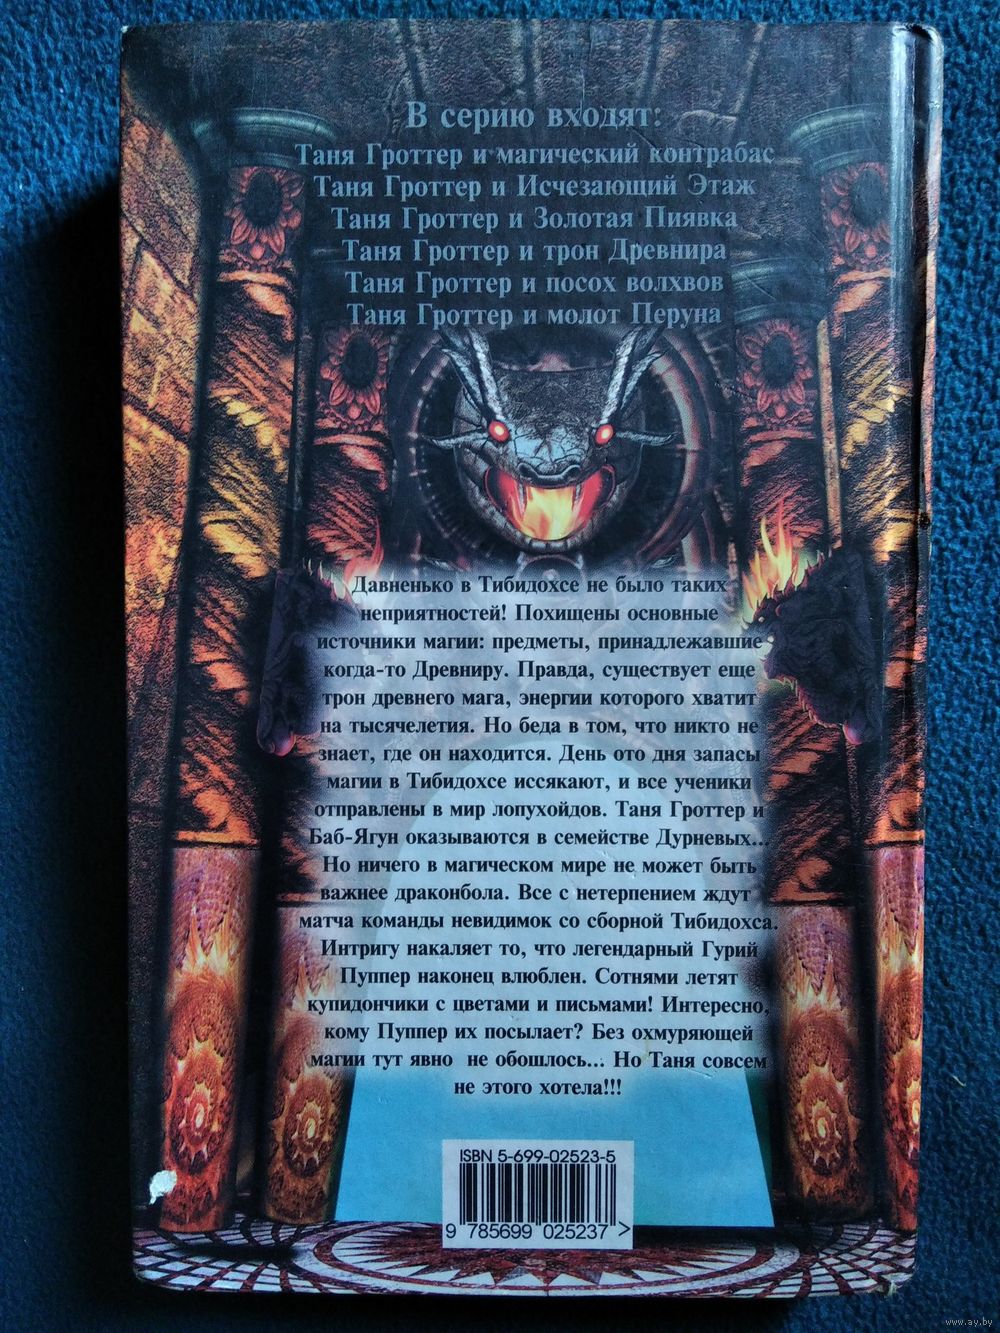 В серию входят:
Таня Гроттер и магический контрабас
Таня Гроттер и Исчезающий Этаж
Таня Гроттер и Золотая Пиявка
Таня Гроттер и трон Древнира
Таня Гроттер и посох волхвов
Таня Гроттер и молот Перуна
Давненько в Тибидохсе не было таких
неприятностей! Похищены основные
источники магии: предметы, принадлежавшие
когда-то Древниру. Правда, существует еще
трон древнего мага, энергии которого хватит
на тысячелетия. Но беда в том, что никто не
знает, где он находится. День ото дня запасы
магии в Тибидохсе иссякают, и все ученики
отправлены в мир лопухоидов. Таня Гроттер и
Баб-Ягун оказываются в семействе Дурневых...
Но ничего в магическом мире не может быть
важнее драконбола. Все с нетерпением ждут
матча команды невидимок со сборной Тибидохса.
Интригу накаляет то, что легендарный Гурий
Пуппер наконец влюблен. Сотнями летят
купидончики с цветами и письмами! Интересно,
кому Пуппер их посылает? Без охмуряющей
магии тут явно не обошлось... Но Таня совсем
не этого хотела!!!
ISBN 5-699-02523-5
9 785699 025237 >
www.ay.by